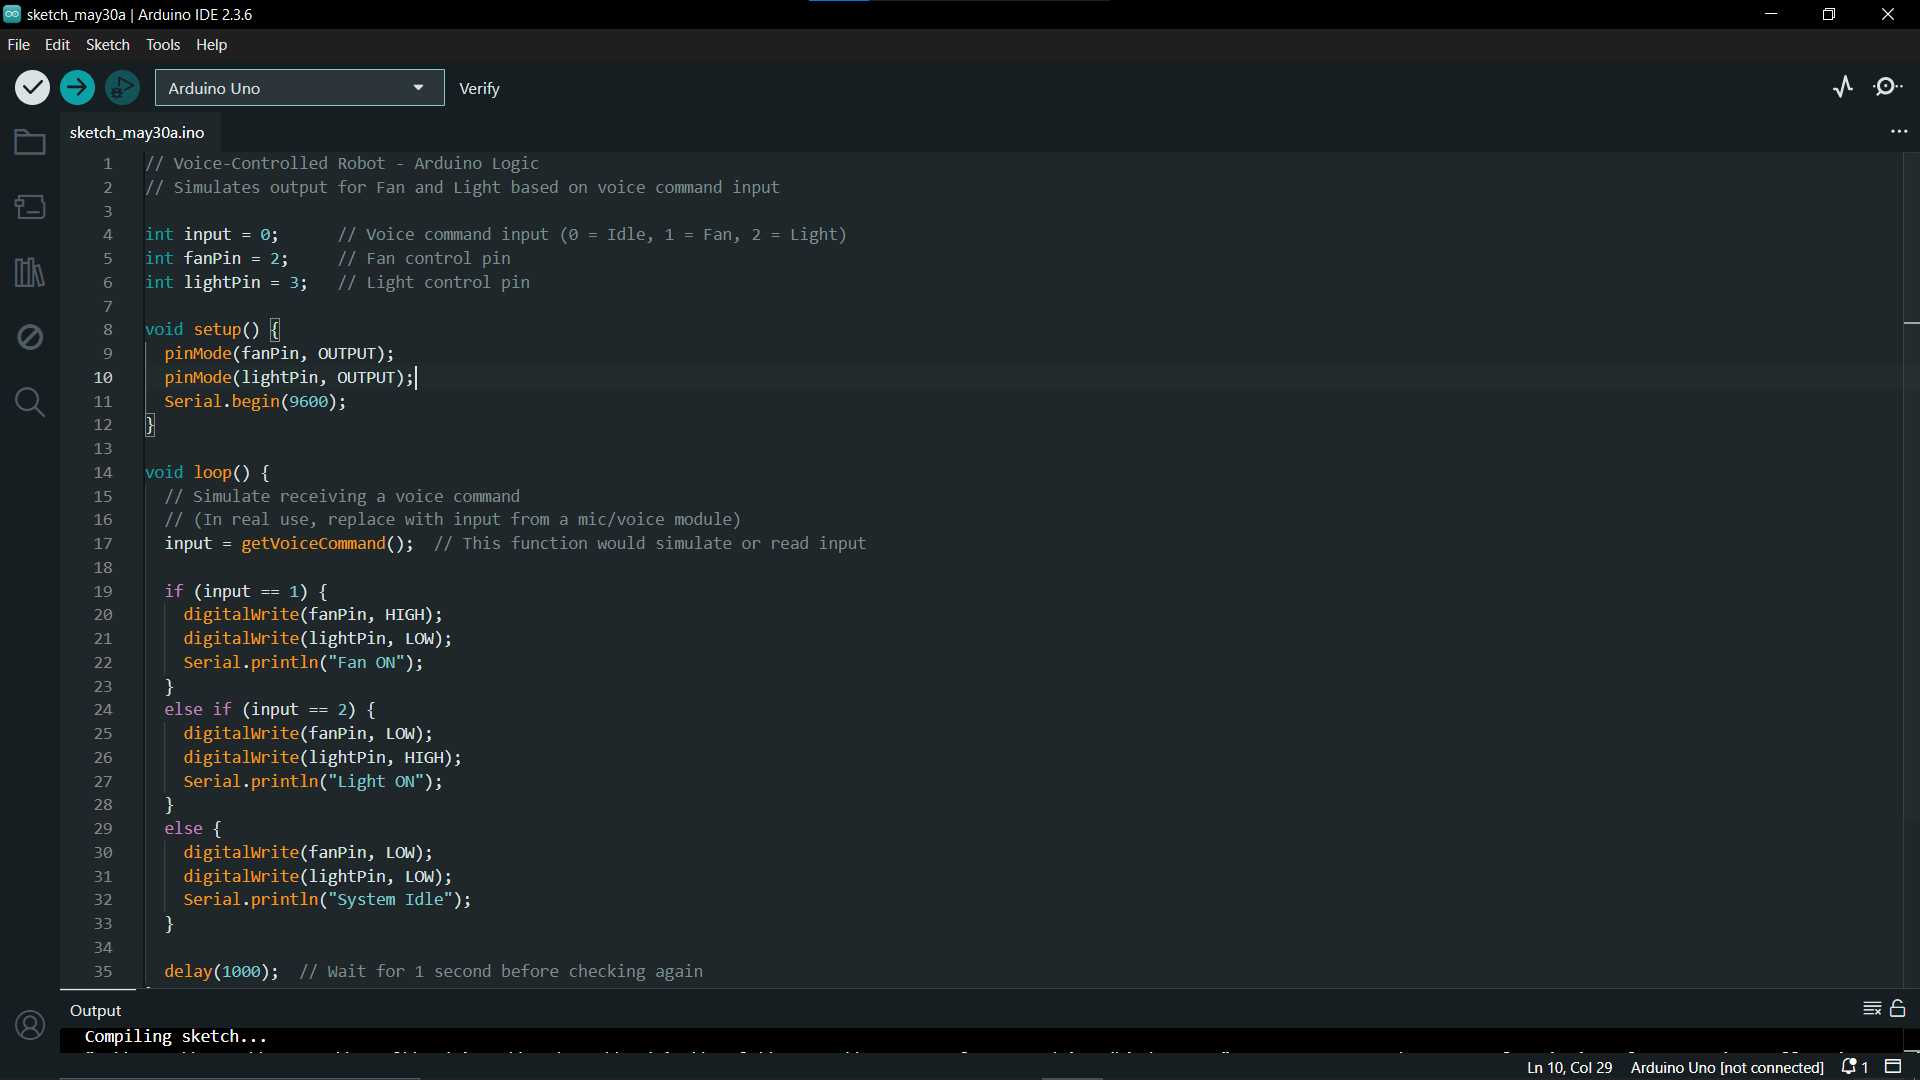 sketch_may30a | Arduino IDE 2.3.6
File Edit Sketch Tools Help
Arduino Uno Verify
sketch_may30a.ino
1 // Voice-Controlled Robot - Arduino Logic
2 // Simulates output for Fan and Light based on voice command input
3
4 int input = 0; // Voice command input (0 = Idle, 1 = Fan, 2 = Light)
5 int fanPin = 2; // Fan control pin
6 int lightPin = 3; // Light control pin
7
8 void setup() {
9 pinMode(fanPin, OUTPUT);
10 pinMode(lightPin, OUTPUT);
11 Serial.begin(9600);
12 }
13
14 void loop() {
15 // Simulate receiving a voice command
16 // (In real use, replace with input from a mic/voice module)
17 input = getVoiceCommand(); // This function would simulate or read input
18
19 if (input == 1) {
20 digitalWrite(fanPin, HIGH);
21 digitalWrite(lightPin, LOW);
22 Serial.println("Fan ON");
23 }
24 else if (input == 2) {
25 digitalWrite(fanPin, LOW);
26 digitalWrite(lightPin, HIGH);
27 Serial.println("Light ON");
28 }
29 else {
30 digitalWrite(fanPin, LOW);
31 digitalWrite(lightPin, LOW);
32 Serial.println("System Idle");
33 }
34
35 delay(1000); // Wait for 1 second before checking again
Output
Compiling sketch...
Ln 10, Col 29 Arduino Uno [not connected] 1